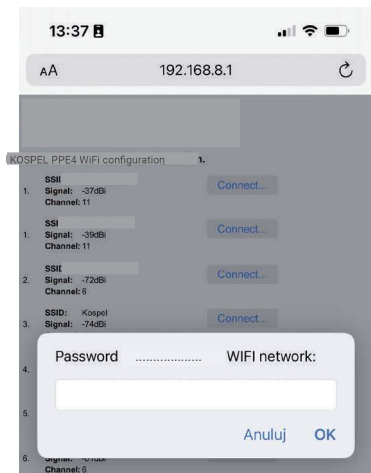 13:37
AA 192.168.8.1
KOSPEL PPE4 WiFi configuration n.
SSI
1. Signal: -37dBi Connect...
Channel: 11
SSI
1. Signal: -39dBi Connect...
Channel: 11
SSI
2. Signal: -72dBi Connect...
Channel: 6
SSID: Kospel
3. Signal: -74dBi Connect...
4.
Password ................... WIFI network:
5.
Anuluj OK
6.
Channel: 6